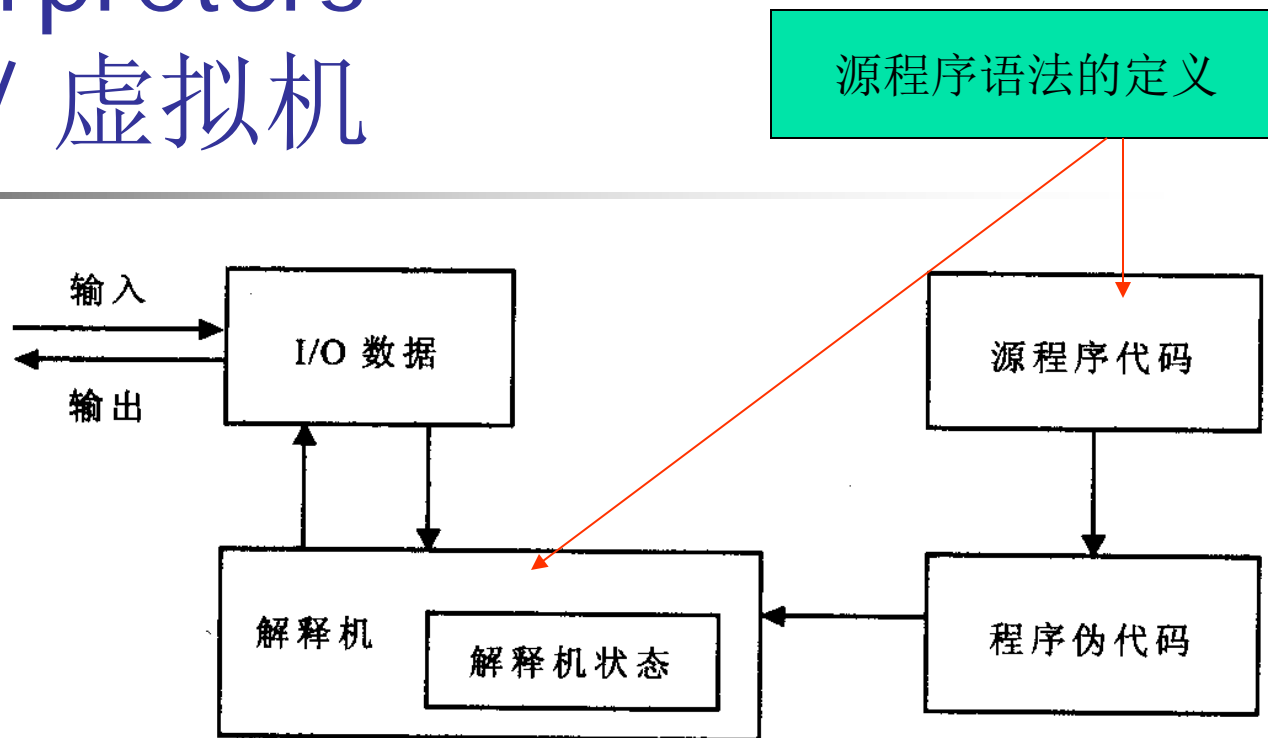 rpreters
/ 虚拟机
源程序语法的定义
输入
I/O 数据
源程序代码
输出
解释机
解释机状态
程序伪代码